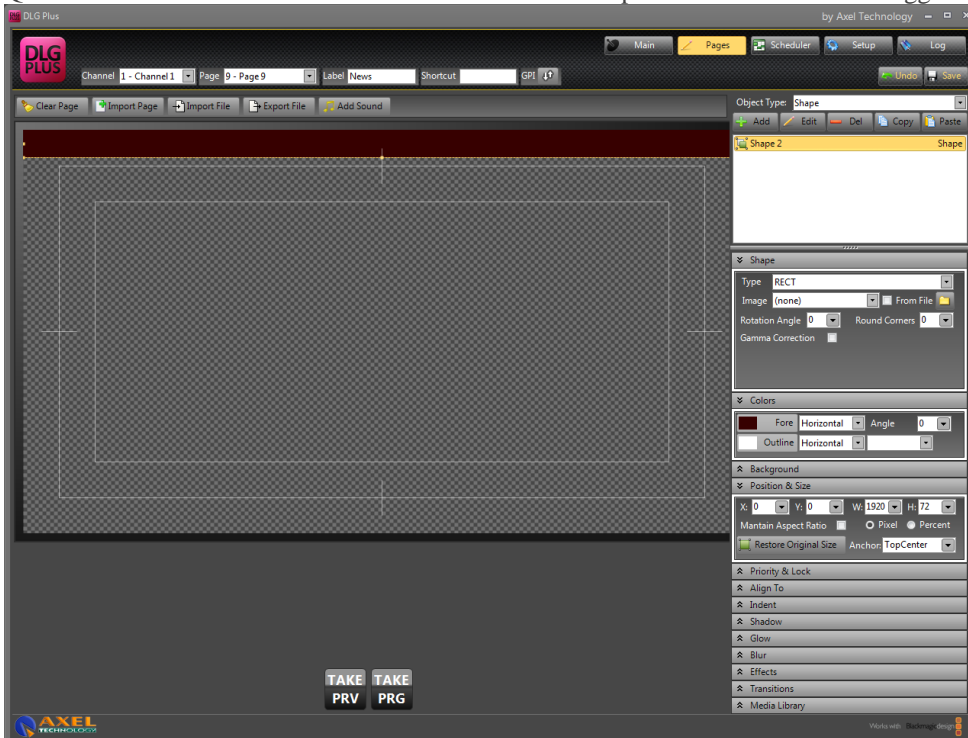 DLG Plus
by Axel Technology
DLG PLUS
Main
Pages
Scheduler
Setup
Log
Channel 1 - Channel 1 Page 9 - Page 9 Label News Shortcut GPI
Undo Save
Clear Page Import Page Import File Export File Add Sound
Object Type: Shape
Add Edit Del Copy Paste
Shape 2 Shape
Shape
Type RECT
Image (none) From File
Rotation Angle 0 Round Corners 0
Gamma Correction
Colors
Fore Horizontal Angle 0
Outline Horizontal
Background
Position & Size
X: 0 Y: 0 W: 1920 H: 72
Mantain Aspect Ratio Pixel Percent
Restore Original Size Anchor: TopCenter
Priority & Lock
Align To
Indent
Shadow
Glow
Blur
Effects
Transitions
Media Library
TAKE PRV
TAKE PRG
AXEL TECHNOLOGY
Works with Blackmagicdesign